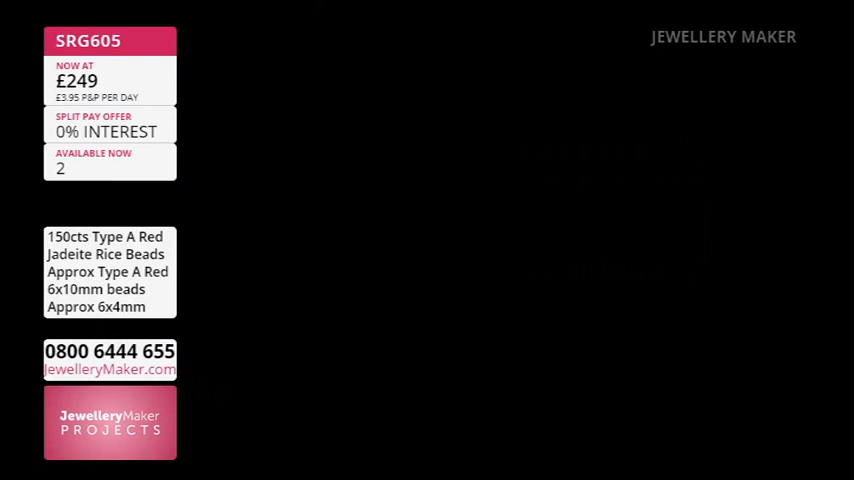 SRG605
NOW AT
£249
£3.95 P&P PER DAY
SPLIT PAY OFFER
0% INTEREST
AVAILABLE NOW
2
150cts Type A Red
Jadeite Rice Beads
Approx Type A Red
6x10mm beads
Approx 6x4mm
0800 6444 655
JewelleryMaker.com
JewelleryMaker
PROJECTS
JEWELLERY MAKER